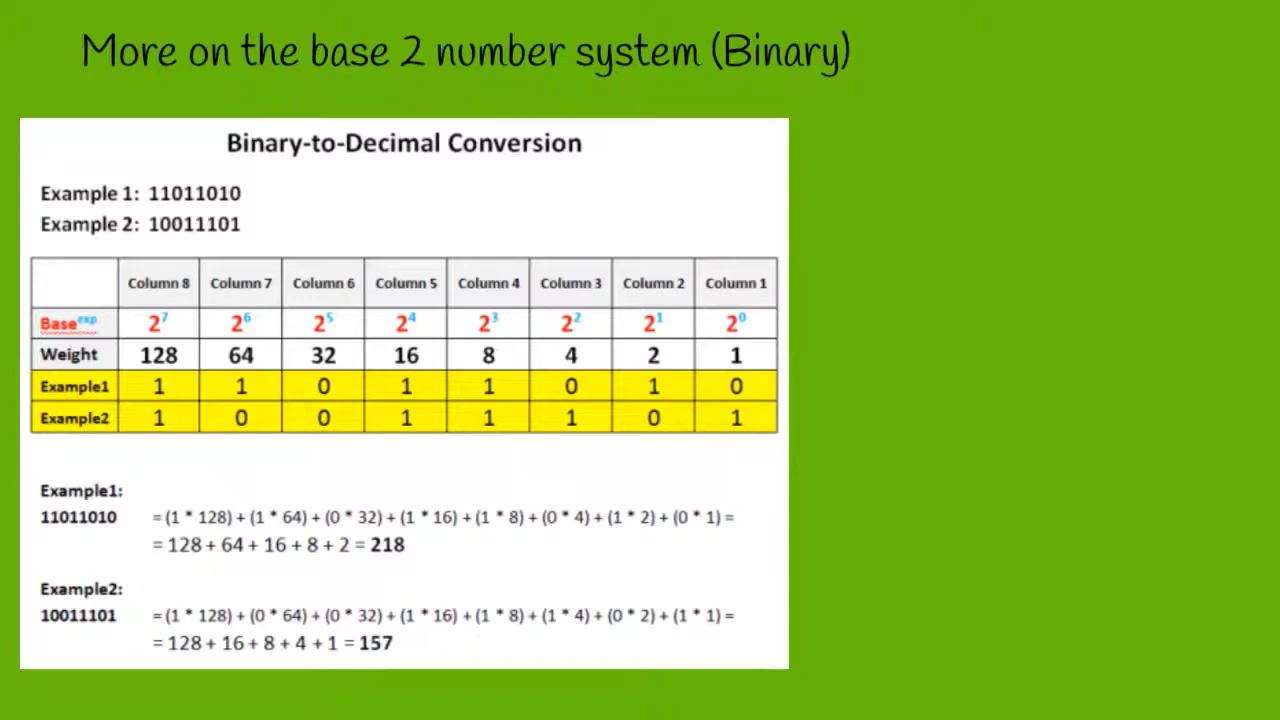 More on the base 2 number system (Binary)
Binary-to-Decimal Conversion
Example 1: 11011010
Example 2: 10011101
Column 8 Column 7 Column 6 Column 5 Column 4 Column 3 Column 2 Column 1
Base^exp 2^7 2^6 2^5 2^4 2^3 2^2 2^1 2^0
Weight 128 64 32 16 8 4 2 1
Example1 1 1 0 1 1 0 1 0
Example2 1 0 0 1 1 1 0 1
Example1:
11011010 = (1 * 128) + (1 * 64) + (0 * 32) + (1 * 16) + (1 * 8) + (0 * 4) + (1 * 2) + (0 * 1) =
= 128 + 64 + 16 + 8 + 2 = 218
Example2:
10011101 = (1 * 128) + (0 * 64) + (0 * 32) + (1 * 16) + (1 * 8) + (1 * 4) + (0 * 2) + (1 * 1) =
= 128 + 16 + 8 + 4 + 1 = 157